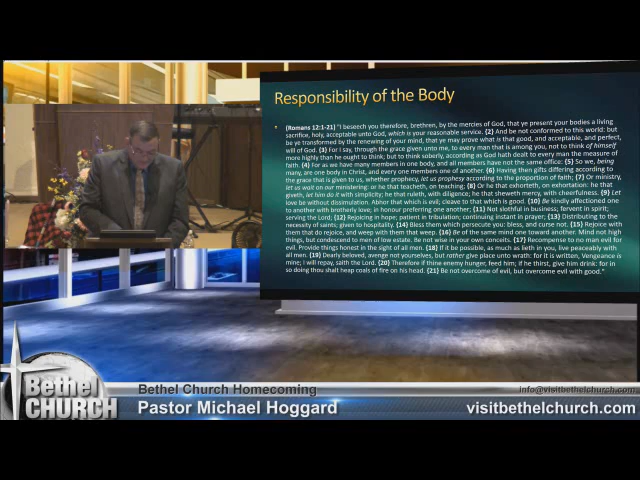 Responsibility of the Body
(Romans 12:1-21) "I beseech you therefore, brethren, by the mercies of God, that ye present your bodies a living
sacrifice, holy, acceptable unto God, which is your reasonable service. (2) And be not conformed to this world: but
be ye transformed by the renewing of your mind, that ye may prove what is that good, and acceptable, and perfect,
will of God. (3) For I say, through the grace given unto me, to every man that is among you, not to think of himself
more highly than he ought to think; but to think soberly, according as God hath dealt to every man the measure of
faith. (4) For as we have many members in one body, and all members have not the same office: (5) So we, being
many, are one body in Christ, and every one members one of another. (6) Having then gifts differing according to
the grace that is given to us, whether prophecy, let us prophesy according to the proportion of faith; (7) Or ministry,
let us wait on our ministering: or he that teacheth, on teaching; (8) Or he that exhorteth, on exhortation: he that
giveth, let him do it with simplicity; he that ruleth, with diligence; he that sheweth mercy, with cheerfulness. (9) Let
love be without dissimulation. Abhor that which is evil; cleave to that which is good. (10) Be kindly affectioned one
to another with brotherly love; in honour preferring one another; (11) Not slothful in business; fervent in spirit;
serving the Lord; (12) Rejoicing in hope; patient in tribulation; continuing instant in prayer; (13) Distributing to the
necessity of saints; given to hospitality. (14) Bless them which persecute you: bless, and curse not. (15) Rejoice with
them that do rejoice, and weep with them that weep. (16) Be of the same mind one toward another. Mind not high
things, but condescend to men of low estate. Be not wise in your own conceits. (17) Recompense to no man evil for
evil. Provide things honest in the sight of all men. (18) If it be possible, as much as lieth in you, live peaceably with
all men. (19) Dearly beloved, avenge not yourselves, but rather give place unto wrath: for it is written, Vengeance is
mine; I will repay, saith the Lord. (20) Therefore if thine enemy hunger, feed him; if he thirst, give him drink: for in
so doing thou shalt heap coals of fire on his head. (21) Be not overcome of evil, but overcome evil with good."
Bethel
CHURCH
Bethel Church Homecoming
info@visitbethelchurch.com
Pastor Michael Hoggard
visitbethelchurch.com